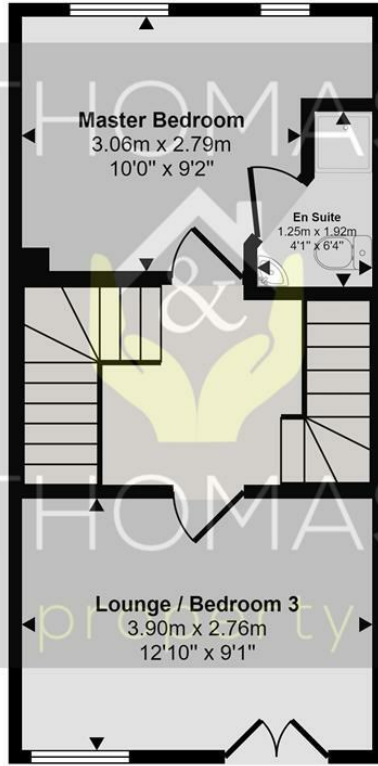 THOMAS
Master Bedroom
3.06m x 2.79m
10'0" x 9'2"
En Suite
1.25m x 1.92m
4'1" x 6'4"
&
THOMAS
Lounge / Bedroom 3
3.90m x 2.76m
12'10" x 9'1"
property